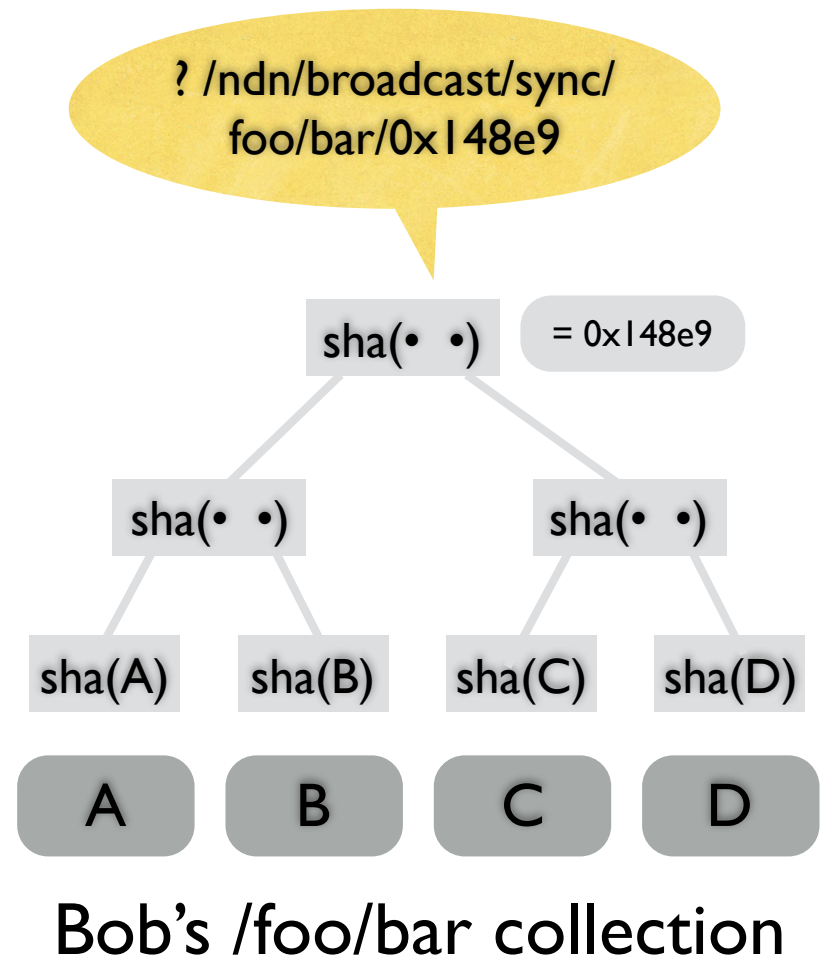 ? /ndn/broadcast/sync/
foo/bar/0x148e9
sha(• •)
= 0x148e9
sha(• •)
sha(• •)
sha(A)
sha(B)
sha(C)
sha(D)
A
B
C
D
Bob’s /foo/bar collection